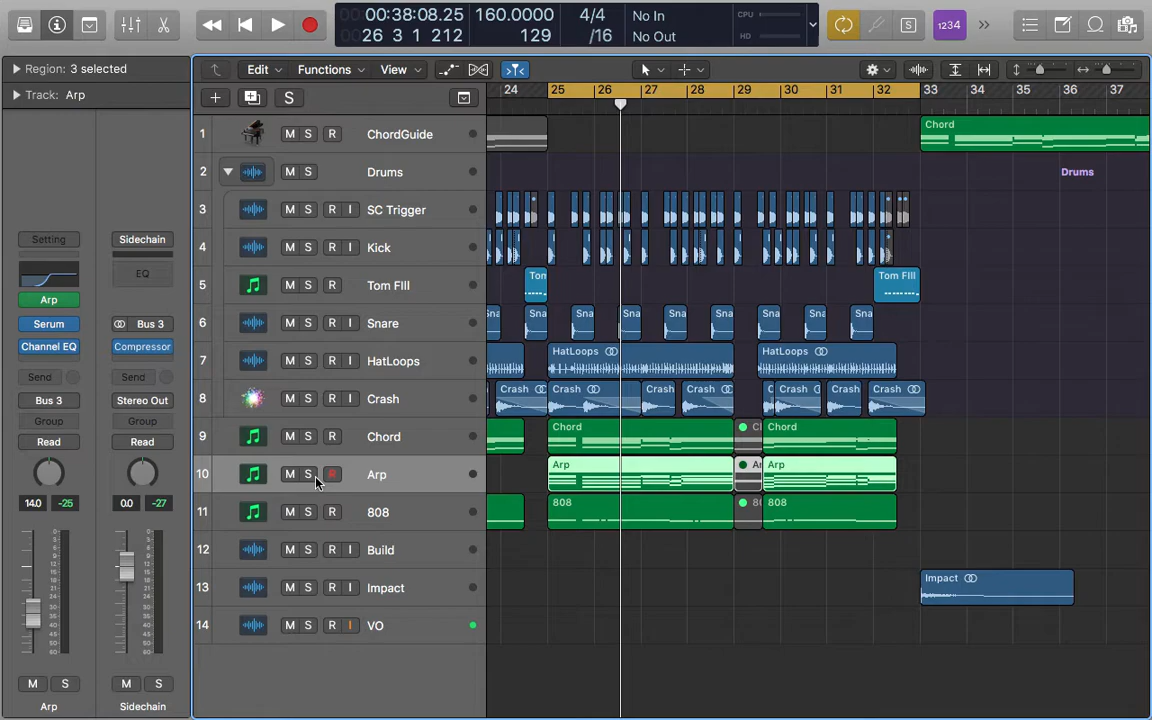 00:38:08.25
160.0000
4/4
No In
CPU
26 3 1 212
129
/16
No Out
HD
1234
Region: 3 selected
Edit
Functions
View
Track: Arp
S
24
25
26
27
28
29
30
31
32
33
34
35
36
37
1
M S R
ChordGuide
Chord
2
M S
Drums
Drums
3
M S R I
SC Trigger
4
M S R I
Kick
5
M S R
Tom FIll
Tom
Tom FIll
6
M S R I
Snare
Sna
Sna
Sna
Sna
Sna
Sna
Sna
Sna
7
M S R I
HatLoops
HatLoops
HatLoops
8
M S R I
Crash
Crash
Crash
Crash
Crash
Crash
Crash
Crash
9
M S R
Chord
Chord
Chord
10
M S R
Arp
Arp
Ar
Arp
11
M S R
808
808
808
12
M S R I
Build
13
M S R I
Impact
Impact
14
M S R I
VO
Setting
Sidechain
EQ
Arp
Serum
Bus 3
Channel EQ
Compressor
Send
Send
Bus 3
Stereo Out
Group
Group
Read
Read
14.0
-25
0.0
-27
M S
M S
Arp
Sidechain